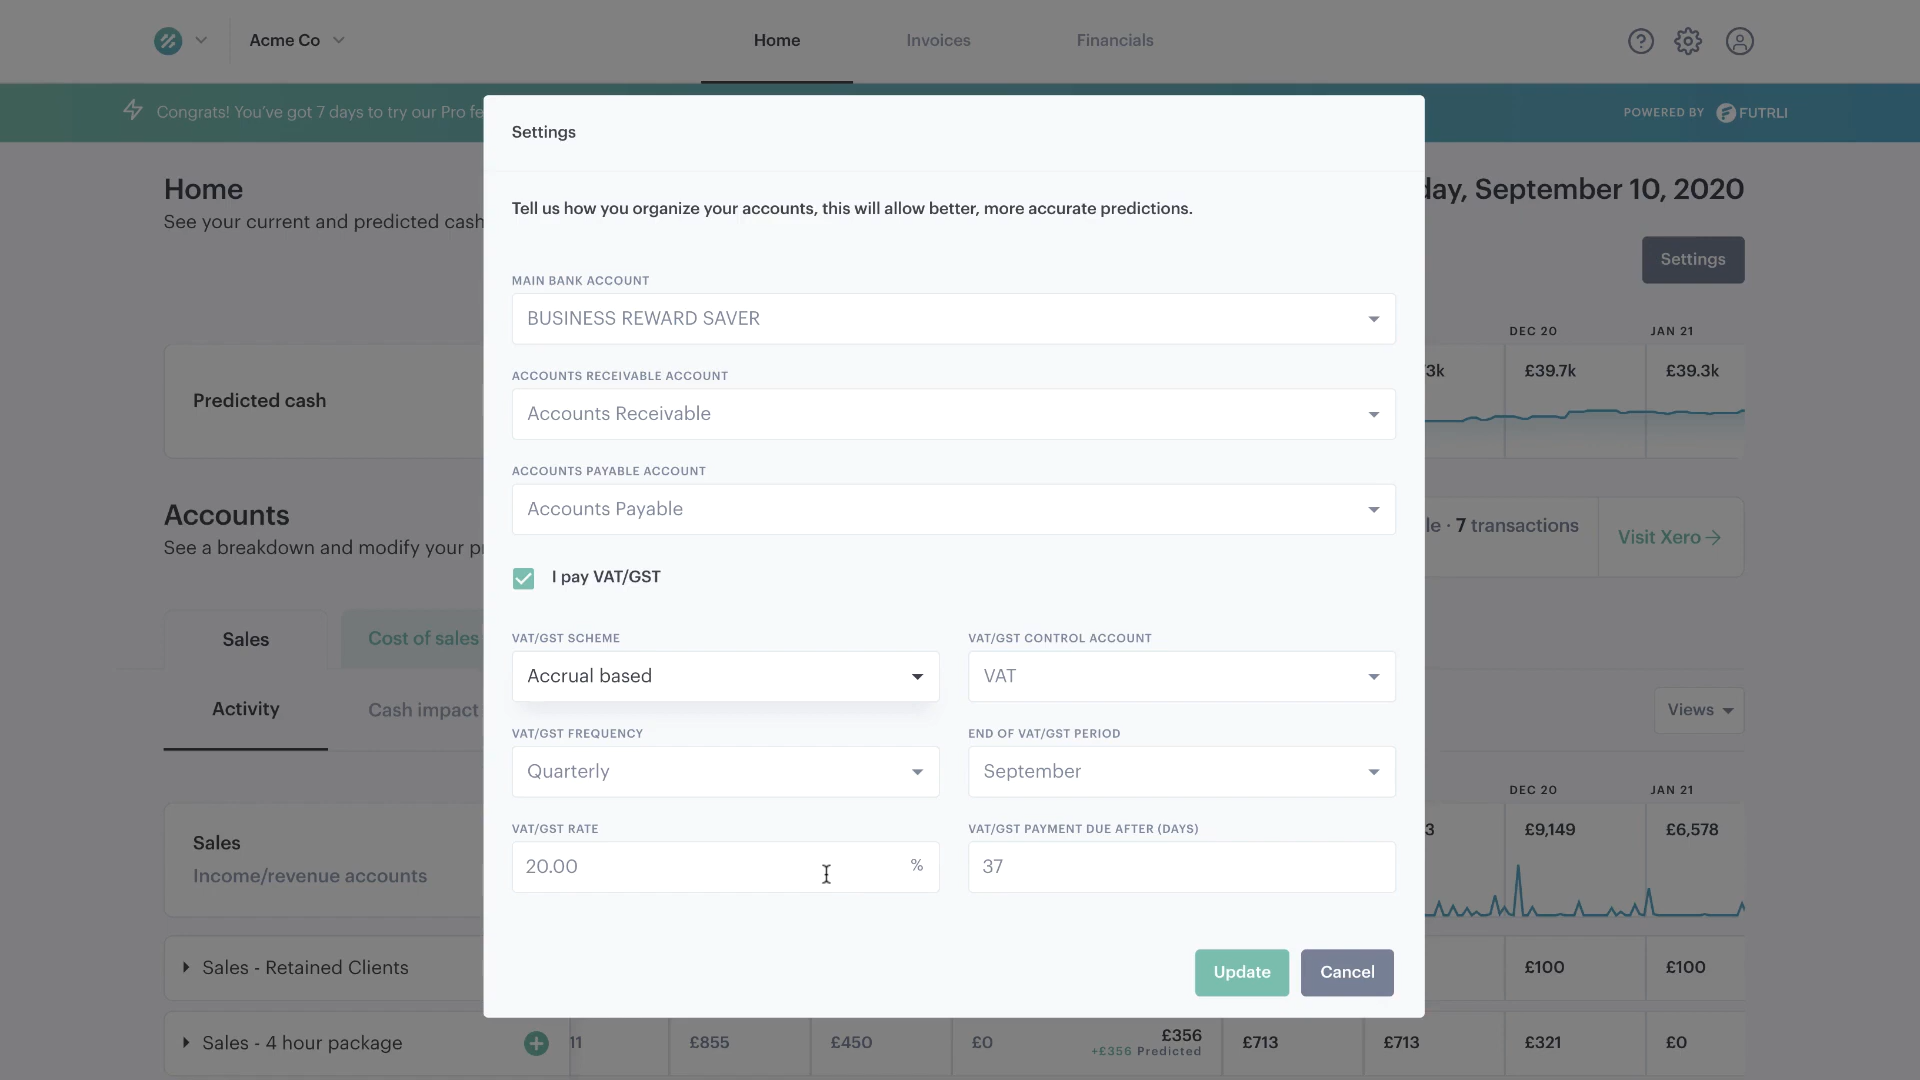 Acme Co
Home
Invoices
Financials
Congrats! You've got 7 days to try our Pro fe
POWERED BY FUTRLI
Home
See your current and predicted cash
day, September 10, 2020
Settings
Settings
Tell us how you organize your accounts, this will allow better, more accurate predictions.
MAIN BANK ACCOUNT
BUSINESS REWARD SAVER
ACCOUNTS RECEIVABLE ACCOUNT
Accounts Receivable
ACCOUNTS PAYABLE ACCOUNT
Accounts Payable
I pay VAT/GST
VAT/GST SCHEME
Accrual based
VAT/GST CONTROL ACCOUNT
VAT
VAT/GST FREQUENCY
Quarterly
END OF VAT/GST PERIOD
September
VAT/GST RATE
20.00 %
VAT/GST PAYMENT DUE AFTER (DAYS)
37
Update
Cancel
DEC 20
JAN 21
Predicted cash
3k
£39.7k
£39.3k
Accounts
See a breakdown and modify your p
le · 7 transactions
Visit Xero
Sales
Cost of sales
Activity
Cash impact
Views
DEC 20
JAN 21
Sales
Income/revenue accounts
3
£9,149
£6,578
Sales - Retained Clients
£100
£100
Sales - 4 hour package
11
£855
£450
£0
£356
+£356 Predicted
£713
£713
£321
£0